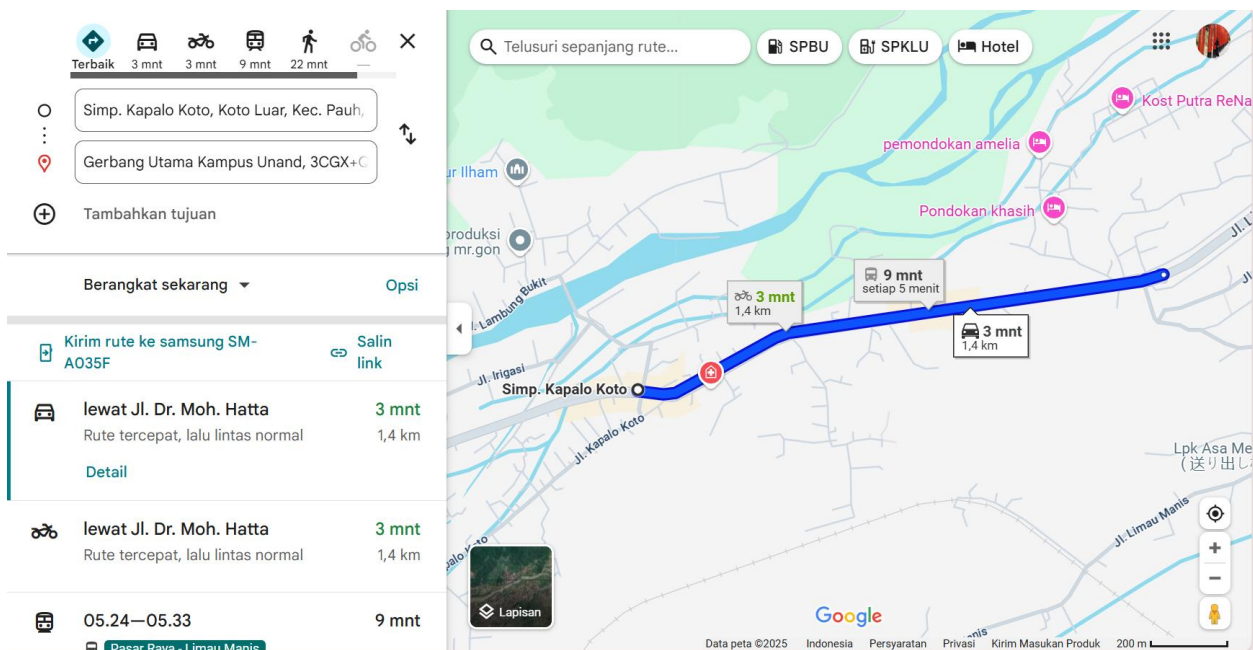 Terbaik
3 mnt
3 mnt
9 mnt
22 mnt
—
Simp. Kapalo Koto, Koto Luar, Kec. Pauh,
Gerbang Utama Kampus Unand, 3CGX+
Tambahkan tujuan
Berangkat sekarang
Opsi
Kirim rute ke samsung SM-
A035F
Salin
link
lewat Jl. Dr. Moh. Hatta
3 mnt
Rute tercepat, lalu lintas normal
1,4 km
Detail
lewat Jl. Dr. Moh. Hatta
3 mnt
Rute tercepat, lalu lintas normal
1,4 km
05.24—05.33
9 mnt
Pasar Raya - Limau Manis
Telusuri sepanjang rute...
SPBU
SPKLU
Hotel
Kost Putra ReNa
pemondokan amelia
ur Ilham
Pondokan khasih
produksi
mr.gon
Jl. L
9 mnt
setiap 5 menit
3 mnt
1,4 km
3 mnt
1,4 km
Lambung Bukit
Jl. Irigasi
Simp. Kapalo Koto
Jl. Kapalo Koto
Lpk Asa Me
(送り出し
Jl. Limau Manis
palo Koto
Lapisan
Google
nis
Data peta ©2025
Indonesia
Persyaratan
Privasi
Kirim Masukan Produk
200 m